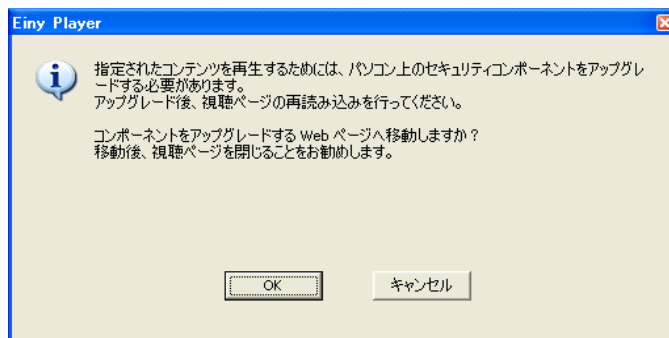 Einy Player
指定されたコンテンツを再生するためには、パソコン上のセキュリティコンポーネントをアップグレ
ードする必要があります。
アップグレード後、視聴ページの再読み込みを行ってください。
コンポーネントをアップグレードする Web ページへ移動しますか？
移動後、視聴ページを閉じることをお勧めします。
OK
キャンセル